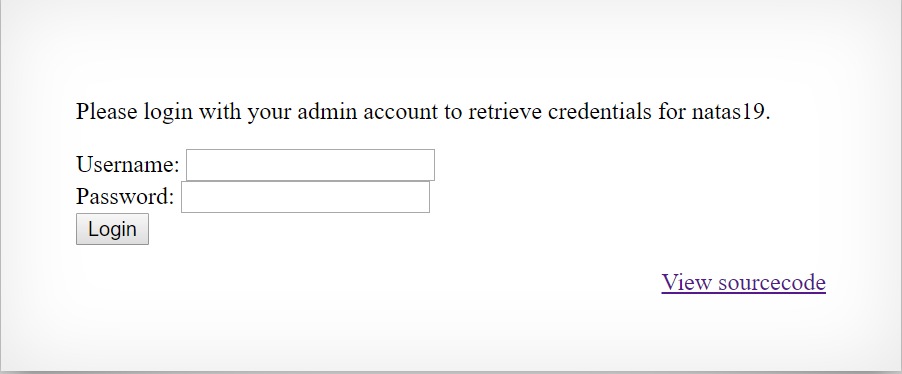 Please login with your admin account to retrieve credentials for natas19.
Username:
Password:
Login
View sourcecode